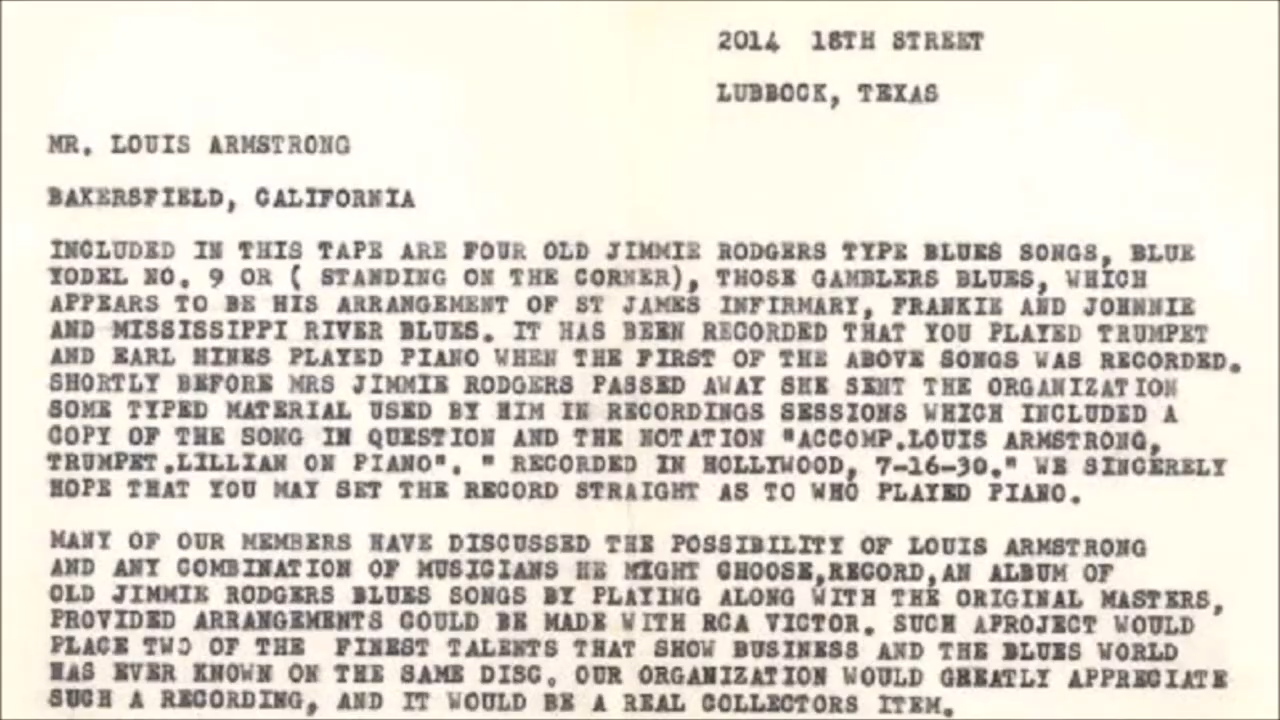 2014 18TH STREET
LUBBOCK, TEXAS
MR. LOUIS ARMSTRONG
BAKERSFIELD, CALIFORNIA
INCLUDED IN THIS TAPE ARE FOUR OLD JIMMIE RODGERS TYPE BLUES SONGS, BLUE
YODEL NO. 9 OR ( STANDING ON THE CORNER), THOSE GAMBLERS BLUES, WHICH
APPEARS TO BE HIS ARRANGEMENT OF ST JAMES INFIRMARY, FRANKIE AND JOHNNIE
AND MISSISSIPPI RIVER BLUES. IT HAS BEEN RECORDED THAT YOU PLAYED TRUMPET
AND EARL HINES PLAYED PIANO WHEN THE FIRST OF THE ABOVE SONGS WAS RECORDED.
SHORTLY BEFORE MRS JIMMIE RODGERS PASSED AWAY SHE SENT THE ORGANIZATION
SOME TYPED MATERIAL USED BY HIM IN RECORDINGS SESSIONS WHICH INCLUDED A
COPY OF THE SONG IN QUESTION AND THE NOTATION "ACCOMP.LOUIS ARMSTRONG,
TRUMPET.LILLIAN ON PIANO". " RECORDED IN HOLLYWOOD, 7-16-30." WE SINCERELY
HOPE THAT YOU MAY SET THE RECORD STRAIGHT AS TO WHO PLAYED PIANO.
MANY OF OUR MEMBERS HAVE DISCUSSED THE POSSIBILITY OF LOUIS ARMSTRONG
AND ANY COMBINATION OF MUSICIANS HE MIGHT CHOOSE,RECORD,AN ALBUM OF
OLD JIMMIE RODGERS BLUES SONGS BY PLAYING ALONG WITH THE ORIGINAL MASTERS,
PROVIDED ARRANGEMENTS COULD BE MADE WITH RCA VICTOR. SUCH APROJECT WOULD
PLACE TWO OF THE FINEST TALENTS THAT SHOW BUSINESS AND THE BLUES WORLD
HAS EVER KNOWN ON THE SAME DISC. OUR ORGANIZATION WOULD GREATLY APPRECIATE
SUCH A RECORDING, AND IT WOULD BE A REAL COLLECTORS ITEM.